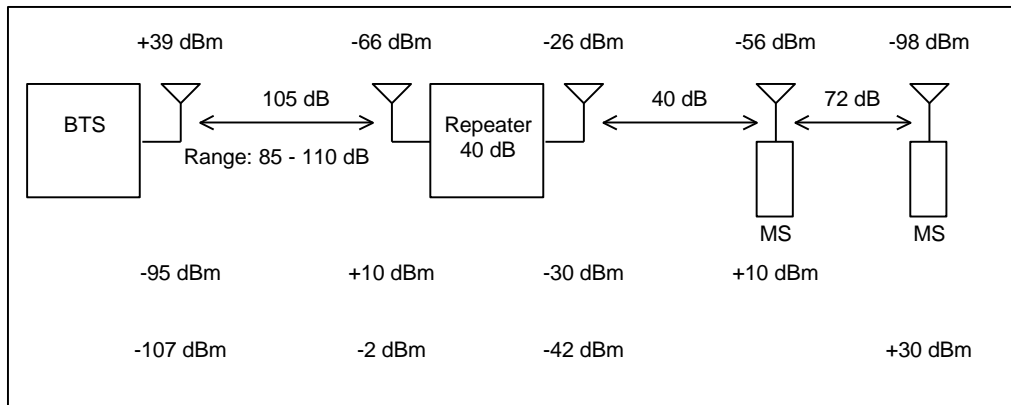 +39 dBm -66 dBm -26 dBm -56 dBm -98 dBm
BTS
105 dB
Range: 85 - 110 dB
Repeater
40 dB
40 dB
72 dB
MS
MS
-95 dBm +10 dBm -30 dBm +10 dBm
-107 dBm -2 dBm -42 dBm +30 dBm